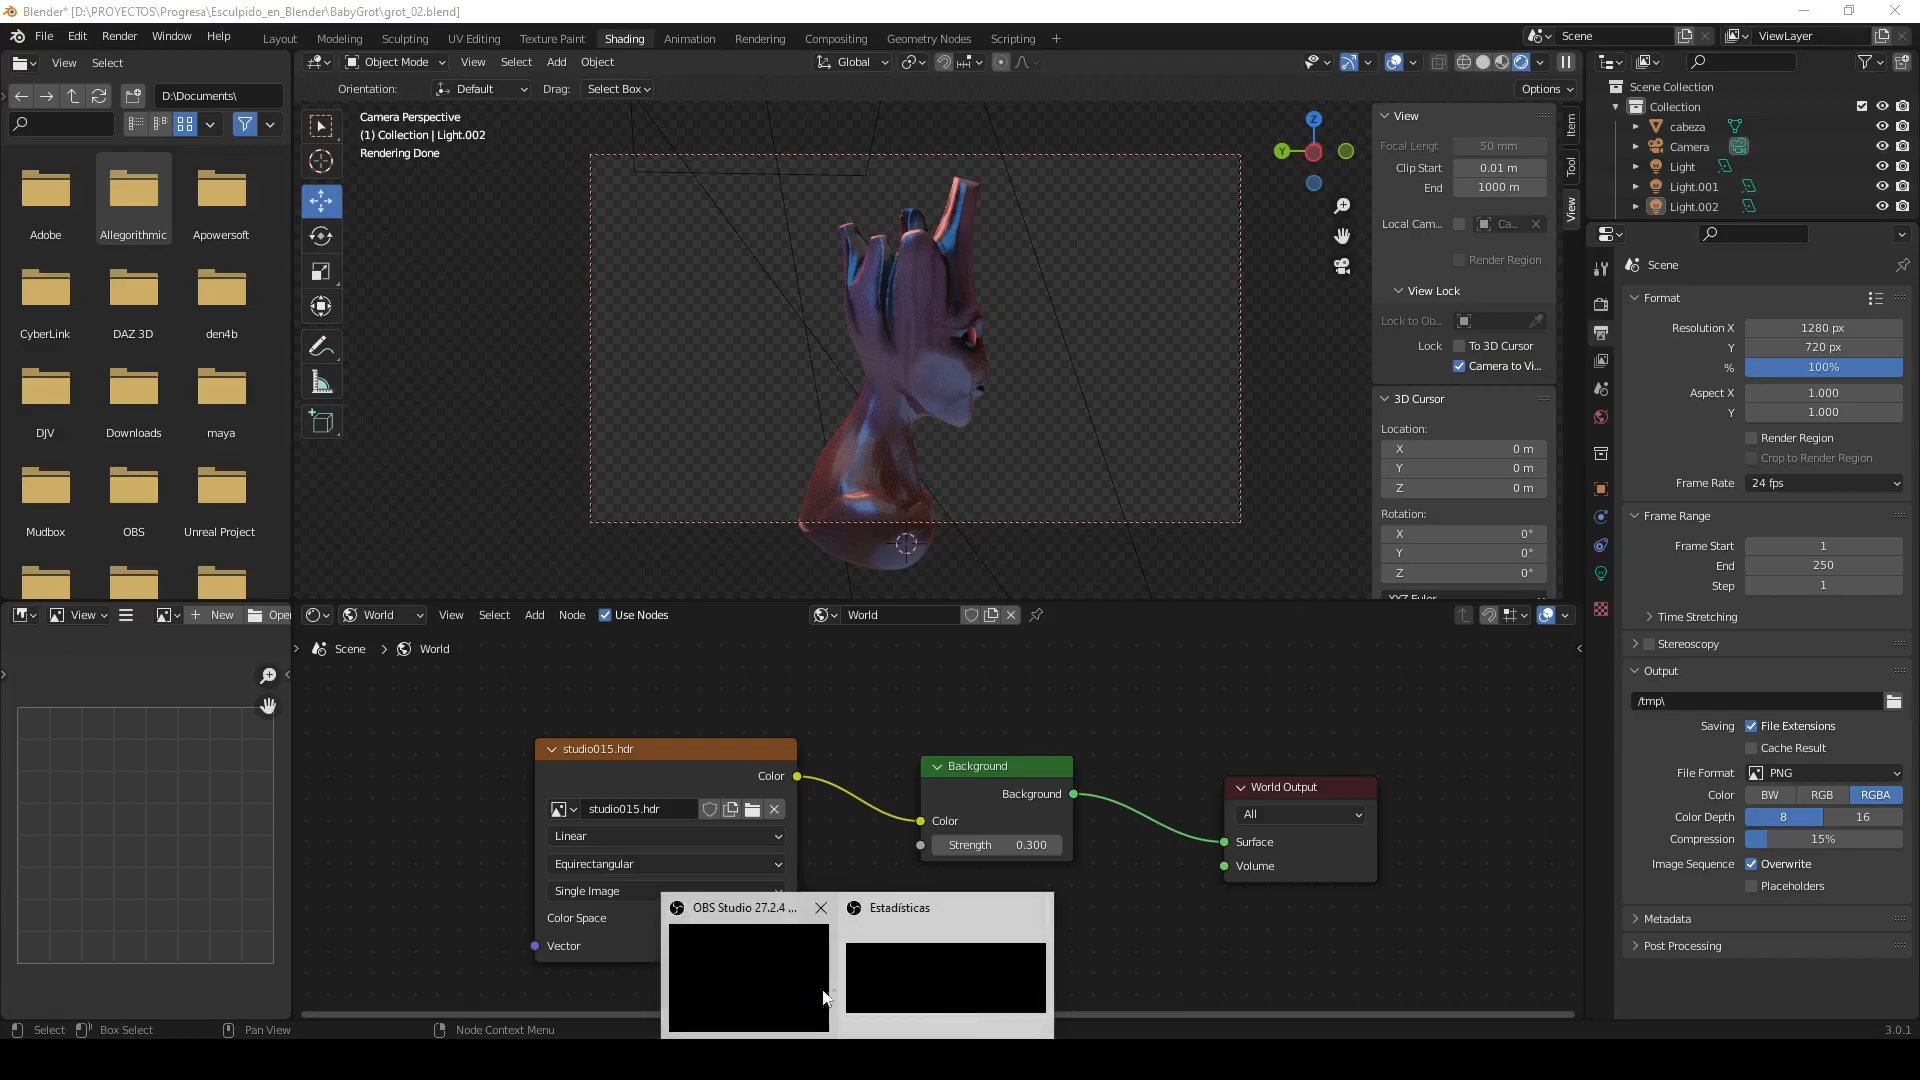 Blender* [D:\PROYECTOS\Progresa\Esculpido_en_Blender\BabyGrot\grot_02.blend]
File Edit Render Window Help
Layout Modeling Sculpting UV Editing Texture Paint Shading Animation Rendering Compositing Geometry Nodes Scripting +
Scene
ViewLayer
View Select
Object Mode View Select Add Object
Global
Orientation: Default Drag: Select Box
Options
D:\Documents\
Adobe
Allegorithmic
Apowersoft
CyberLink
DAZ 3D
den4b
DJV
Downloads
maya
Mudbox
OBS
Unreal Project
Camera Perspective
(1) Collection | Light.002
Rendering Done
Z
Y
View
Focal Lengt 50 mm
Clip Start 0.01 m
End 1000 m
Local Cam... Ca...
Render Region
View Lock
Lock to Ob...
Lock To 3D Cursor
Camera to Vi...
3D Cursor
Location:
X 0 m
Y 0 m
Z 0 m
Rotation:
X 0°
Y 0°
Z 0°
XYZ Euler
Item
Tool
View
Scene Collection
Collection
cabeza
Camera
Light
Light.001
Light.002
Scene
Format
Resolution X 1280 px
Y 720 px
% 100%
Aspect X 1.000
Y 1.000
Render Region
Crop to Render Region
Frame Rate 24 fps
Frame Range
Frame Start 1
End 250
Step 1
Time Stretching
Stereoscopy
Output
/tmp\
Saving File Extensions
Cache Result
File Format PNG
Color BW RGB RGBA
Color Depth 8 16
Compression 15%
Image Sequence Overwrite
Placeholders
Metadata
Post Processing
View + New Ope
World View Select Add Node Use Nodes
World
Scene > World
studio015.hdr
Color
studio015.hdr
Linear
Equirectangular
Single Image
Color Space
Vector
Background
Background
Color
Strength 0.300
World Output
All
Surface
Volume
OBS Studio 27.2.4 ...
Estadísticas
Select Box Select Pan View Node Context Menu
3.0.1